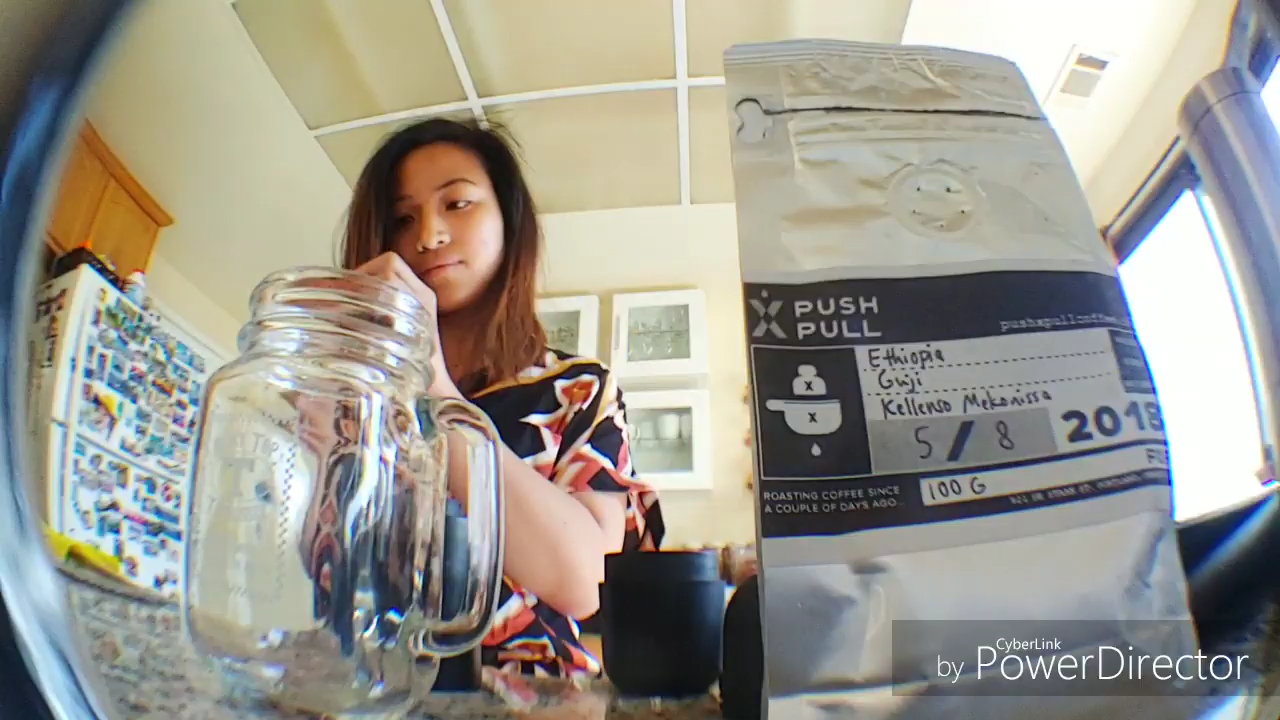 PUSH
PULL
pushxpullcoffee
Ethiopia
Guji
Kellenso Mekonissa
5/8 2018
100 G
ROASTING COFFEE SINCE
A COUPLE OF DAYS AGO...
CyberLink
by PowerDirector